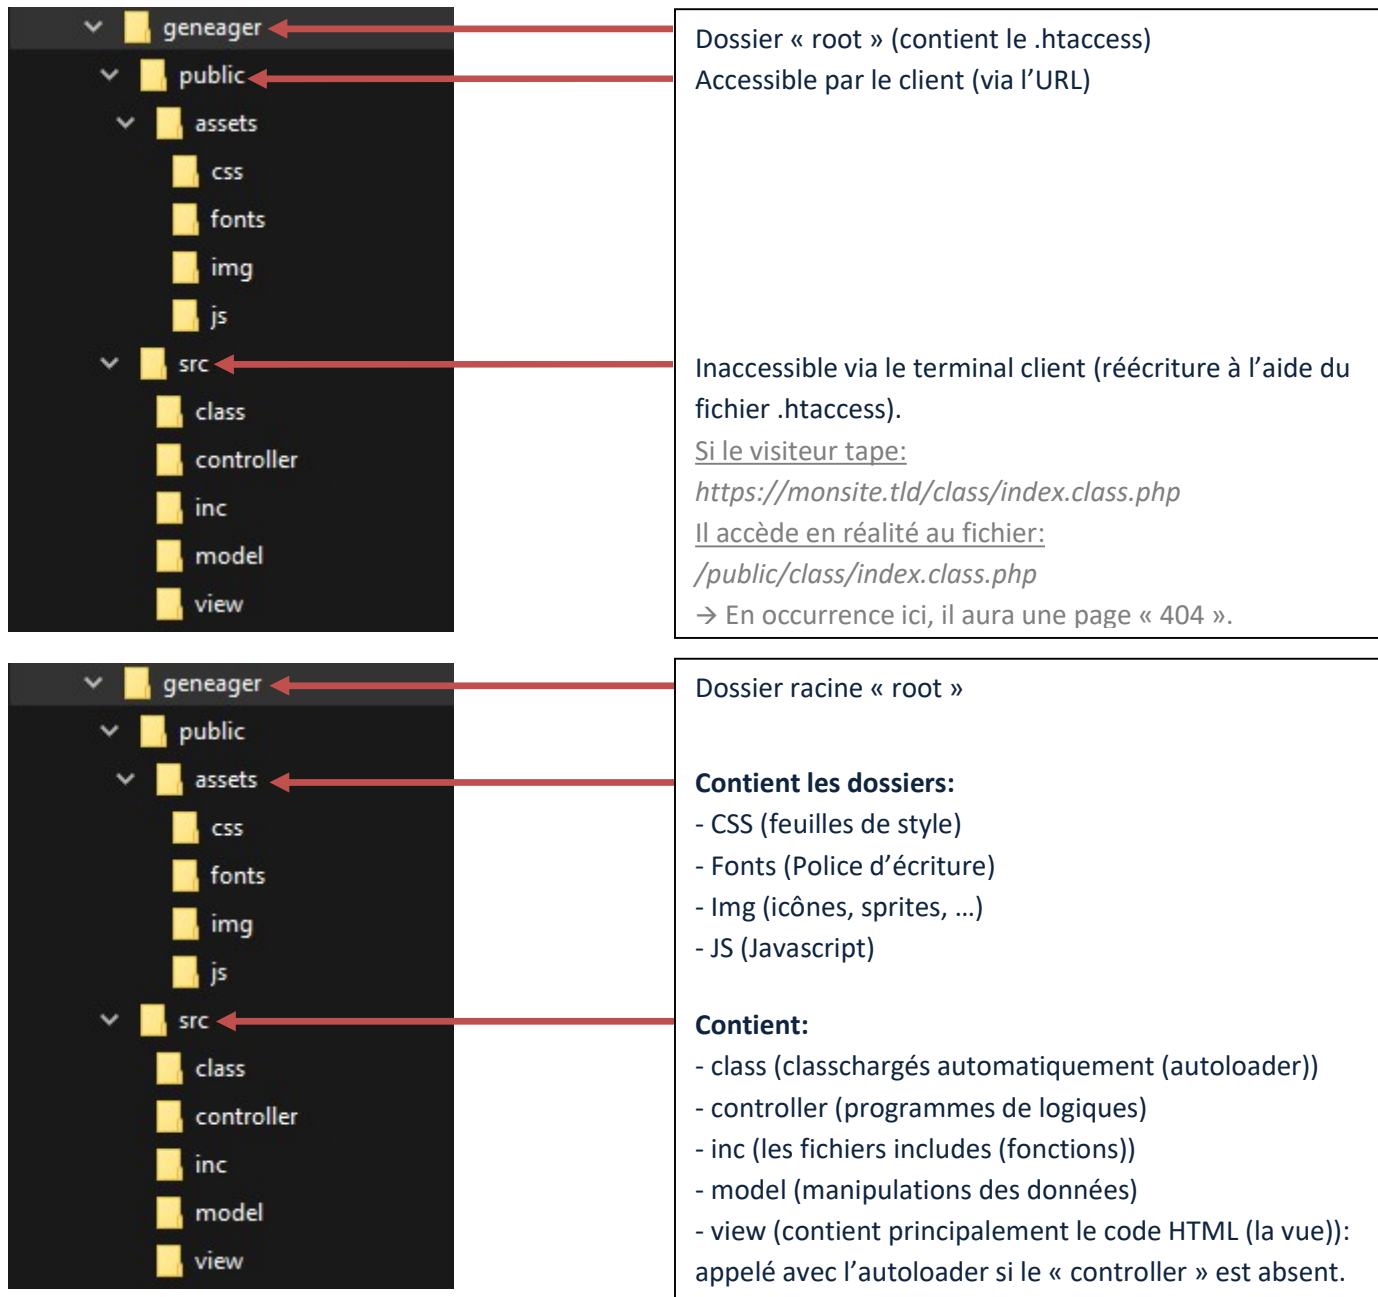 geneager
public
assets
css
fonts
img
js
src
class
controller
inc
model
view
Dossier « root » (contient le .htaccess)
Accessible par le client (via l’URL)
Inaccessible via le terminal client (réécriture à l’aide du
fichier .htaccess).
Si le visiteur tape:
https://monsite.tld/class/index.class.php
Il accède en réalité au fichier:
/public/class/index.class.php
→ En occurrence ici, il aura une page « 404 ».
geneager
public
assets
css
fonts
img
js
src
class
controller
inc
model
view
Dossier racine « root »
Contient les dossiers:
- CSS (feuilles de style)
- Fonts (Police d’écriture)
- Img (icônes, sprites, …)
- JS (Javascript)
Contient:
- class (classchargés automatiquement (autoloader))
- controller (programmes de logiques)
- inc (les fichiers includes (fonctions))
- model (manipulations des données)
- view (contient principalement le code HTML (la vue)):
appelé avec l’autoloader si le « controller » est absent.